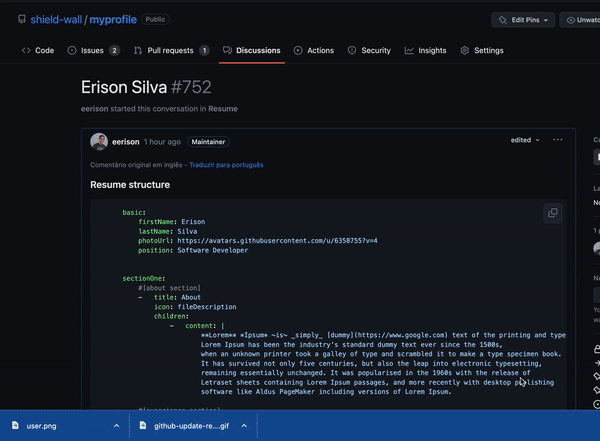 shield-wall / myprofile Public
Edit Pins
Unwatc
Code
Issues 2
Pull requests 1
Discussions
Actions
Security
Insights
Settings
Erison Silva #752
eerison started this conversation in Resume
eerison 1 hour ago Maintainer
edited
Comentário original em inglês - Traduzir para português
Resume structure
basic:
firstName: Erison
lastName: Silva
photoUrl: https://avatars.githubusercontent.com/u/6358755?v=4
position: Software Developer
sectionOne:
#[about section]
- title: About
icon: fileDescription
children:
- content: |
**Lorem** *Ipsum* ~is~ _simply_ [dummy](https://www.google.com) text of the printing and type
Lorem Ipsum has been the industry's standard dummy text ever since the 1500s,
when an unknown printer took a galley of type and scrambled it to make a type specimen book.
It has survived not only five centuries, but also the leap into electronic typesetting,
remaining essentially unchanged. It was popularised in the 1960s with the release of
Letraset sheets containing Lorem Ipsum passages, and more recently with desktop publishing
software like Aldus PageMaker including versions of Lorem Ipsum.
user.png
github-update-re....gif